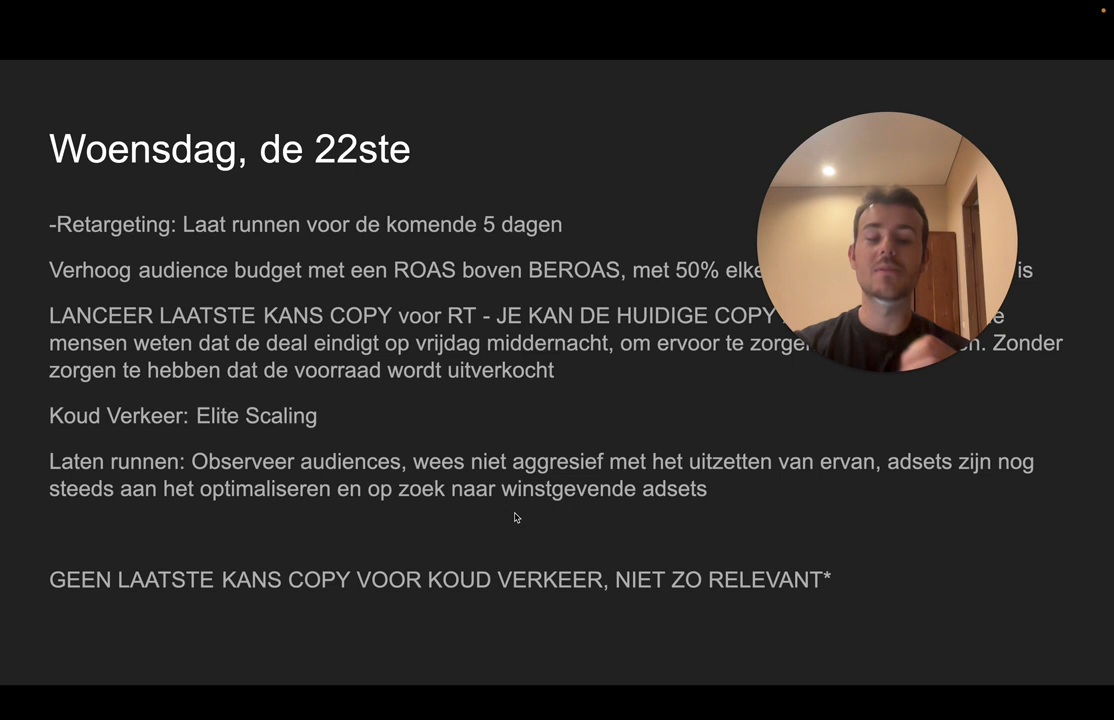 Woensdag, de 22ste
-Retargeting: Laat runnen voor de komende 5 dagen
Verhoog audience budget met een ROAS boven BEROAS, met 50% elke is
LANCEER LAATSTE KANS COPY voor RT - JE KAN DE HUIDIGE COPY
mensen weten dat de deal eindigt op vrijdag middernacht, om ervoor te Zonder
zorgen te hebben dat de voorraad wordt uitverkocht
Koud Verkeer: Elite Scaling
Laten runnen: Observeer audiences, wees niet aggresief met het uitzetten van ervan, adsets zijn nog
steeds aan het optimaliseren en op zoek naar winstgevende adsets
GEEN LAATSTE KANS COPY VOOR KOUD VERKEER, NIET ZO RELEVANT*